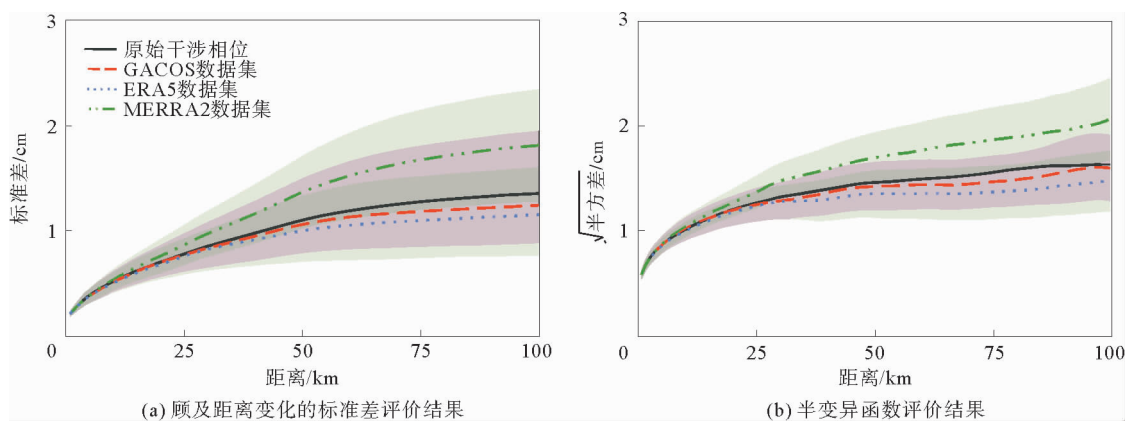 3
2
1
0
标准差/cm
原始干涉相位
GACOS数据集
ERA5数据集
MERRA2数据集
25
50
75
100
距离/km
(a) 顾及距离变化的标准差评价结果
3
2
1
0
√半方差/cm
25
50
75
100
距离/km
(b) 半变异函数评价结果